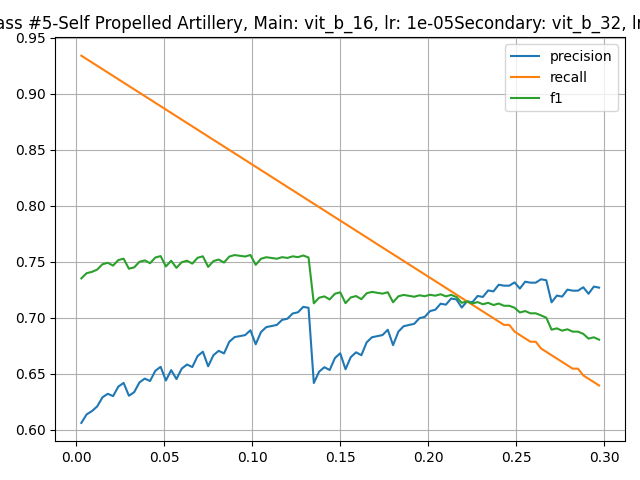 ass #5-Self Propelled Artillery, Main: vit_b_16, lr: 1e-05Secondary: vit_b_32, lr
0.95
0.90
0.85
0.80
0.75
0.70
0.65
0.60
precision
recall
f1
0.00 0.05 0.10 0.15 0.20 0.25 0.30